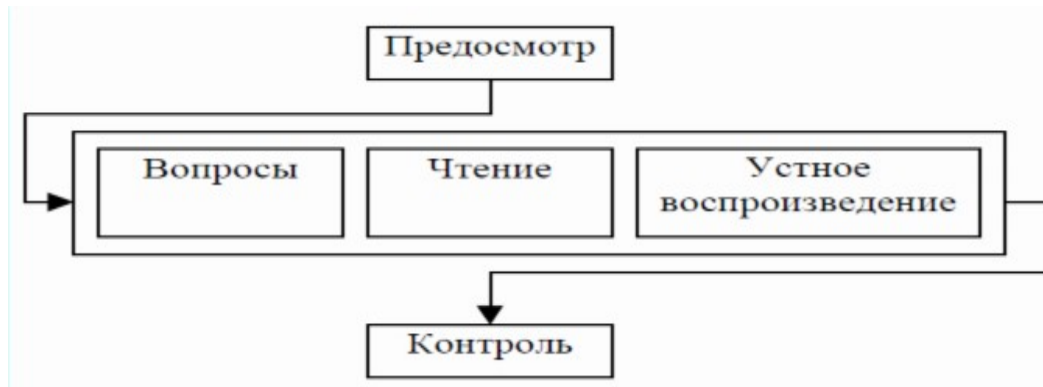 Предосмотр
Вопросы
Чтение
Устное
воспроизведение
Контроль